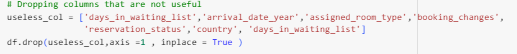 # Dropping columns that are not useful
useless_col = ['days_in_waiting_list','arrival_date_year','assigned_room_type','booking_changes',
'reservation_status','country', 'days_in_waiting_list']
df.drop(useless_col,axis =1 , inplace = True )